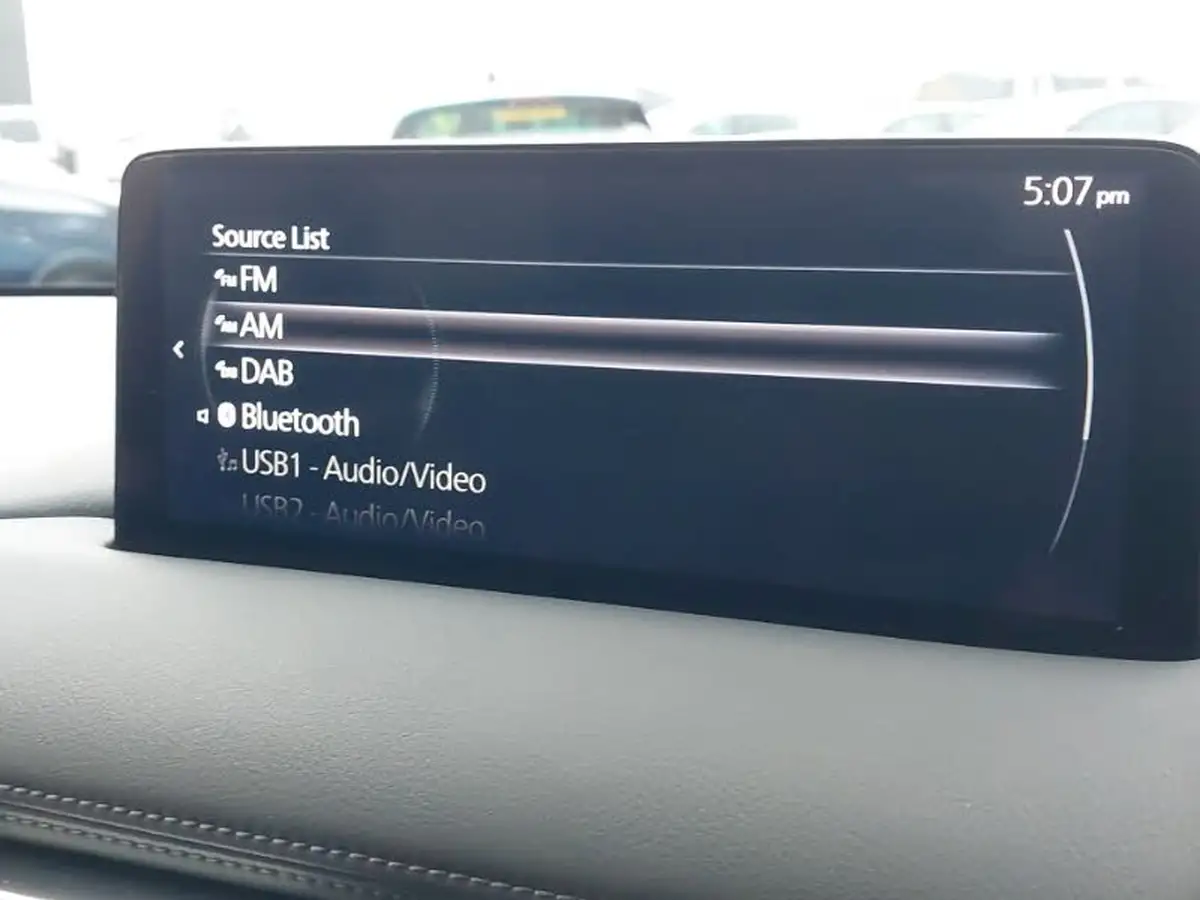 5:07 pm
Source List
FM
AM
DAB
Bluetooth
USB1 - Audio/Video
USB2 - Audio/Video